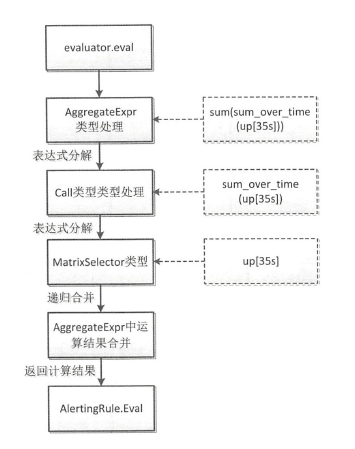 evaluator.eval
AggregateExpr
类型处理
sum(sum_over_time
(up[35s]))
表达式分解
Call类型类型处理
sum_over_time
(up[35s])
表达式分解
MatrixSelector类型
up[35s]
递归合并
AggregateExpr中运
算结果合并
返回计算结果
AlertingRule.Eval